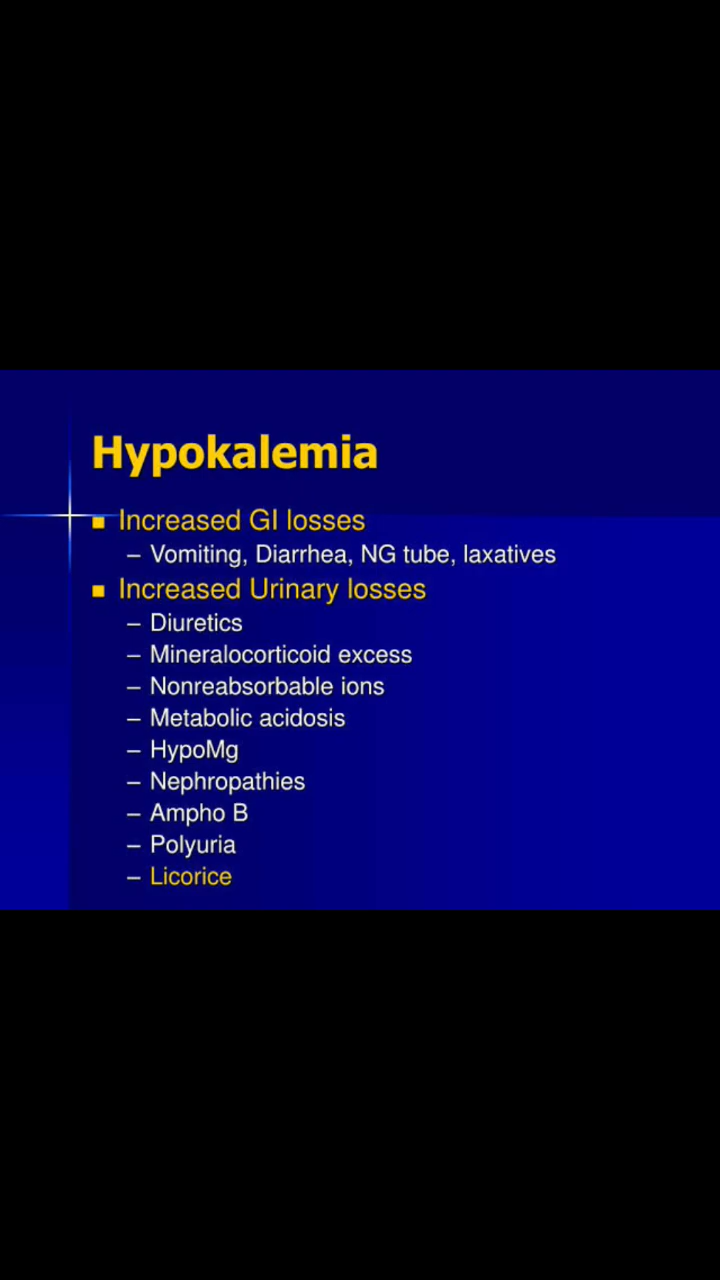 Hypokalemia
Increased GI losses
– Vomiting, Diarrhea, NG tube, laxatives
Increased Urinary losses
– Diuretics
– Mineralocorticoid excess
– Nonreabsorbable ions
– Metabolic acidosis
– HypoMg
– Nephropathies
– Ampho B
– Polyuria
– Licorice